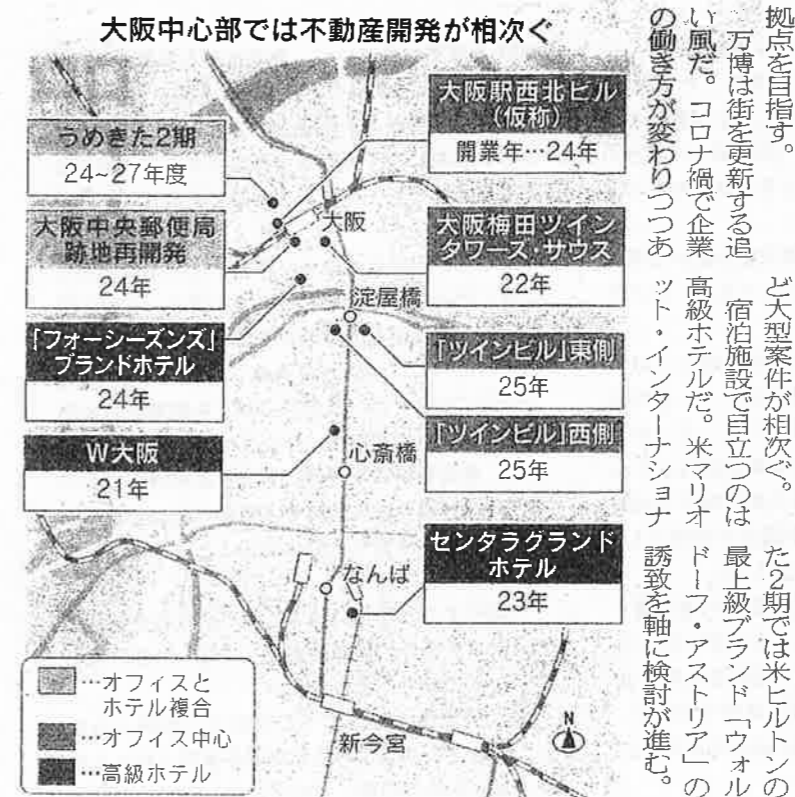 大阪中心部では不動産開発が相次ぐ
うめきた2期
24~27年度
大阪中央郵便局
跡地再開発
24年
「フォーシーズンズ」
ブランドホテル
24年
W大阪
21年
大阪駅西北ビル
(仮称)
開業年…24年
大阪梅田ツイン
タワーズ・サウス
22年
「ツインビル」東側
25年
「ツインビル」西側
25年
センタラグランド
ホテル
23年
大阪
淀屋橋
心斎橋
なんば
新今宮
N
…オフィスと
ホテル複合
…オフィス中心
…高級ホテル
拠点を目指す。
万博は街を更新する追
い風だ。コロナ禍で企業
の働き方が変わりつつあ
ど大型案件が相次ぐ。
宿泊施設で目立つのは
高級ホテルだ。米マリオ
ット・インターナショナ
た2期では米ヒルトンの
最上級ブランド「ウォル
ドーフ・アストリア」の
誘致を軸に検討が進む。